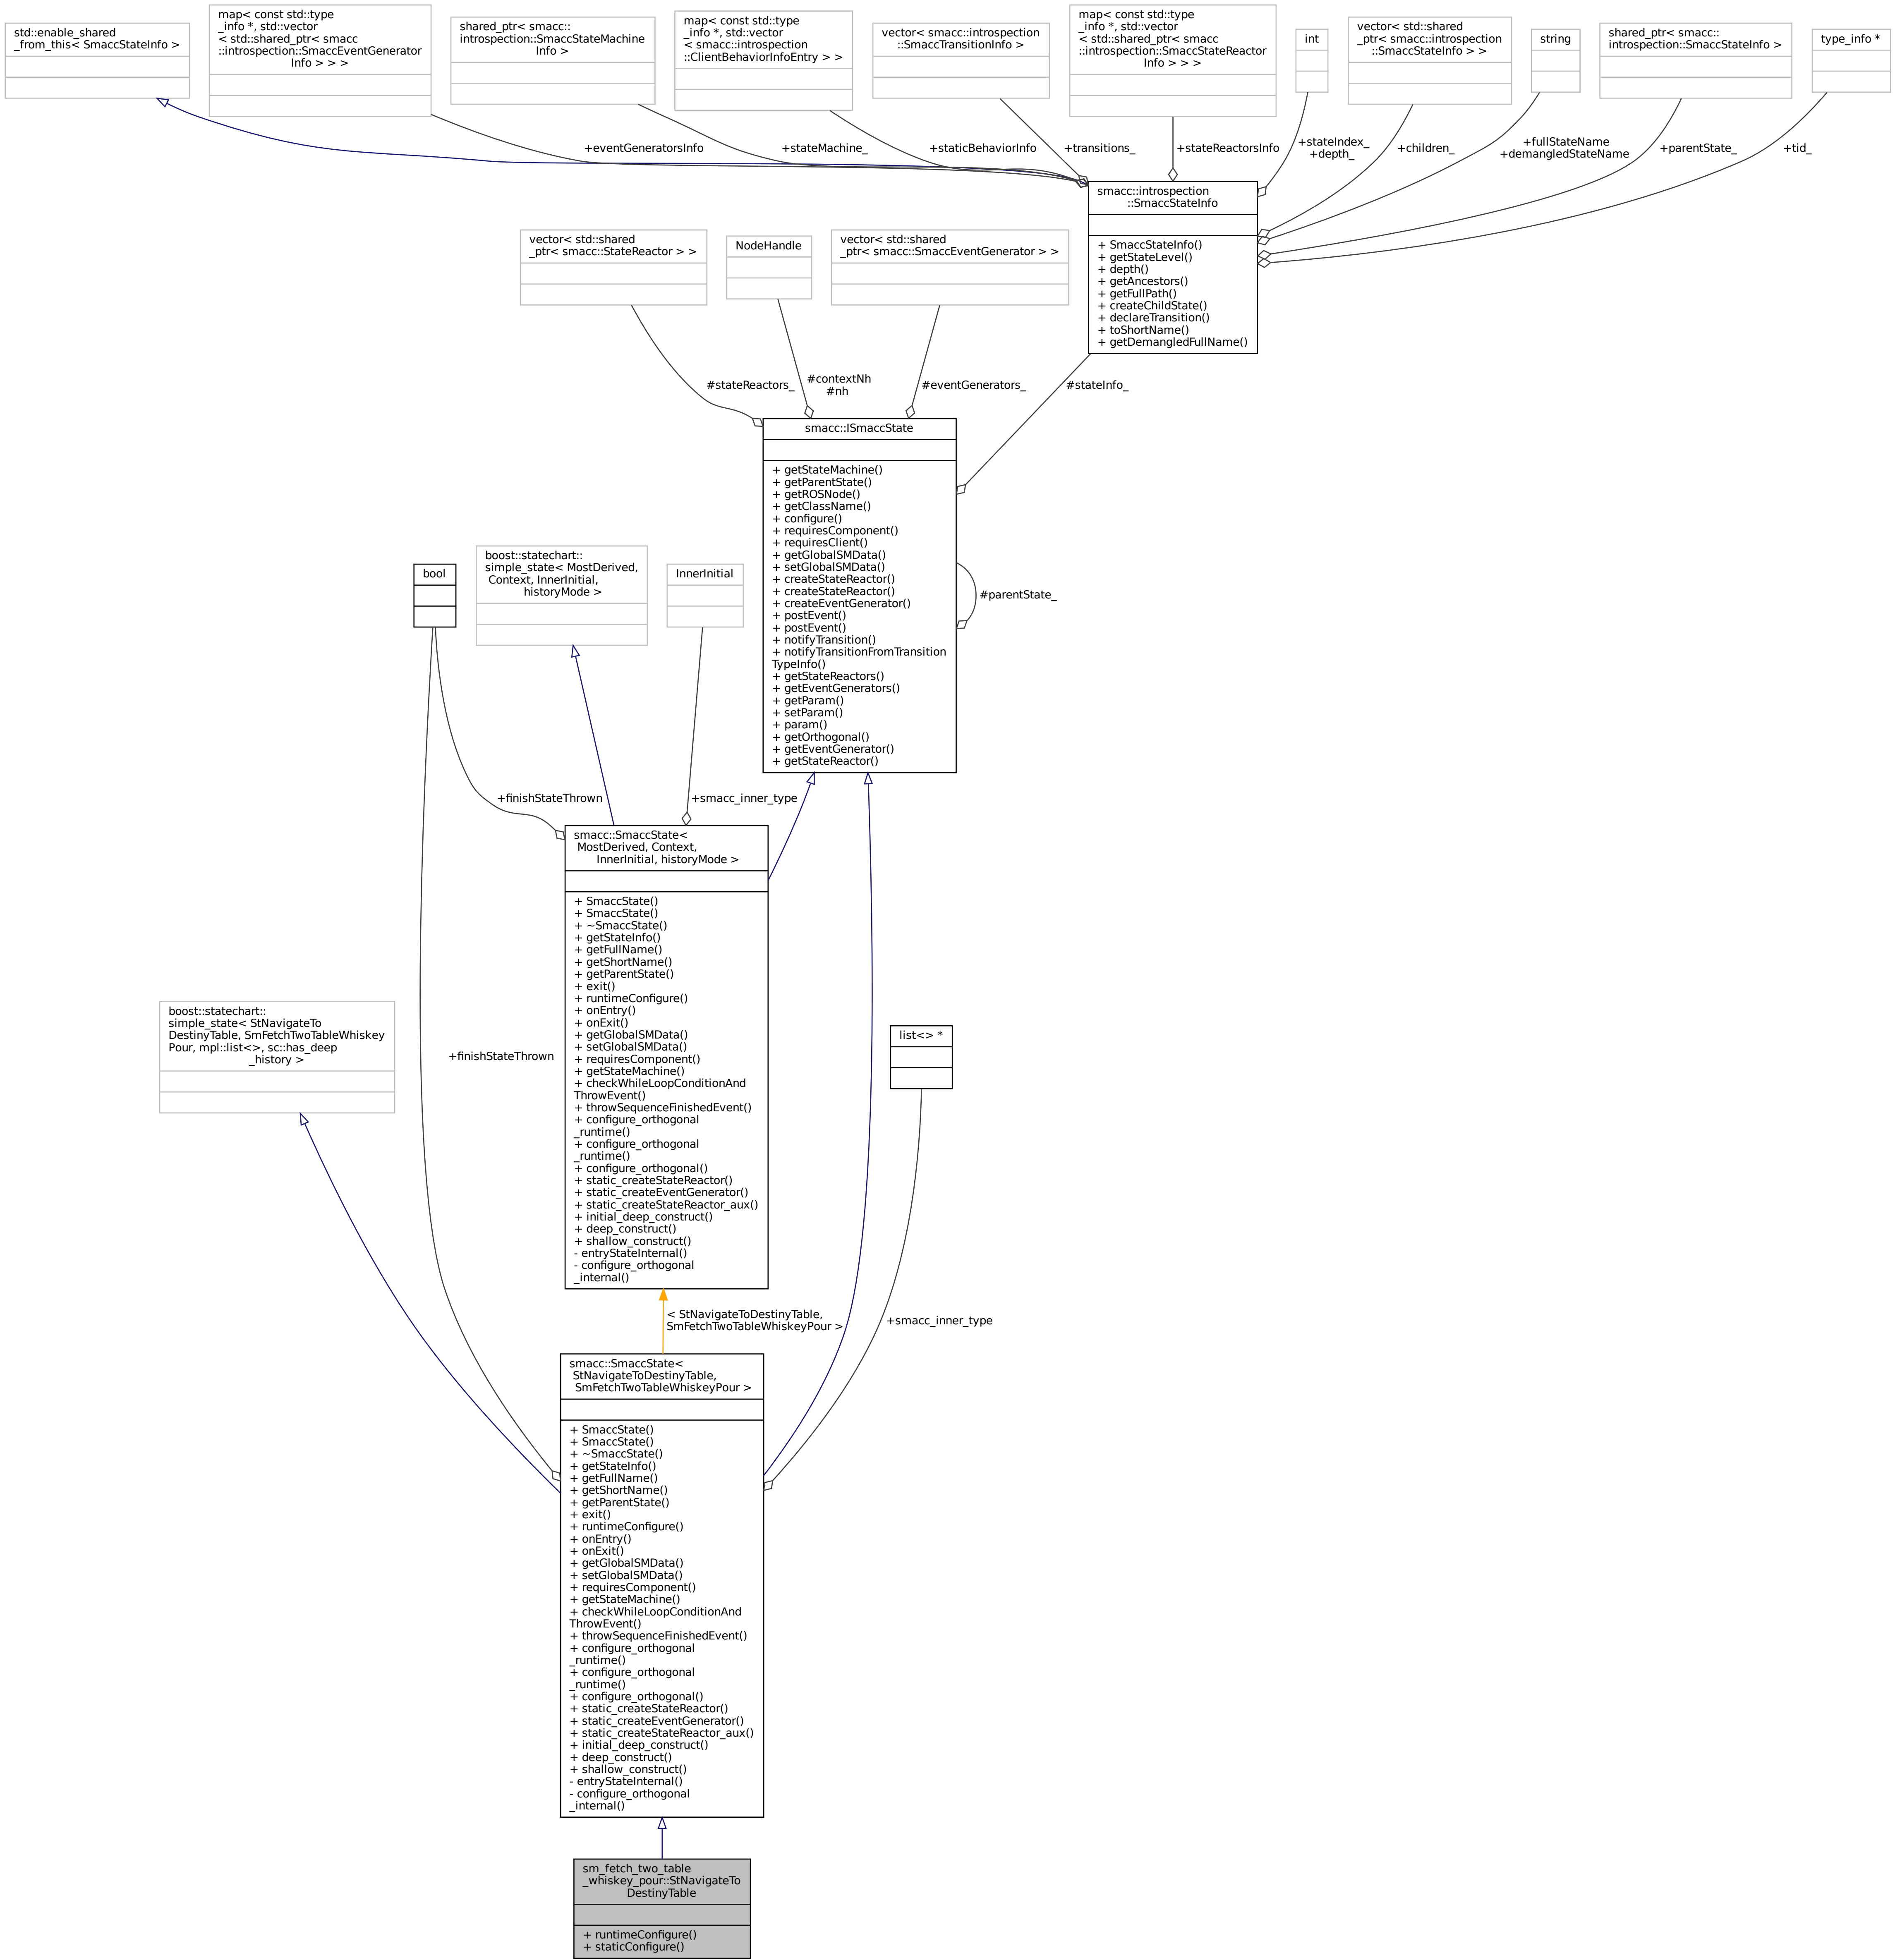 std::enable_shared
_from_this< SmaccStateInfo >
map< const std::type
_info *, std::vector
< std::shared_ptr< smacc
::introspection::SmaccEventGenerator
Info > > >
shared_ptr< smacc::
introspection::SmaccStateMachine
Info >
map< const std::type
_info *, std::vector
< smacc::introspection
::ClientBehaviorInfoEntry > >
vector< smacc::introspection
::SmaccTransitionInfo >
map< const std::type
_info *, std::vector
< std::shared_ptr< smacc
::introspection::SmaccStateReactor
Info > > >
int
vector< std::shared
_ptr< smacc::introspection
::SmaccStateInfo > >
string
shared_ptr< smacc::
introspection::SmaccStateInfo >
type_info *
+eventGeneratorsInfo
+stateMachine_
+staticBehaviorInfo
+transitions_
+stateReactorsInfo
+stateIndex_
+depth_
+children_
+fullStateName
+demangledStateName
+parentState_
+tid_
smacc::introspection
::SmaccStateInfo
+ SmaccStateInfo()
+ getStateLevel()
+ depth()
+ getAncestors()
+ getFullPath()
+ createChildState()
+ declareTransition()
+ toShortName()
+ getDemangledFullName()
vector< std::shared
_ptr< smacc::StateReactor > >
NodeHandle
vector< std::shared
_ptr< smacc::SmaccEventGenerator > >
#stateReactors_
#contextNh
#nh
#eventGenerators_
#stateInfo_
smacc::ISmaccState
+ getStateMachine()
+ getParentState()
+ getROSNode()
+ getClassName()
+ configure()
+ requiresComponent()
+ requiresClient()
+ getGlobalSMData()
+ setGlobalSMData()
+ createStateReactor()
+ createStateReactor()
+ createEventGenerator()
+ postEvent()
+ postEvent()
+ notifyTransition()
+ notifyTransitionFromTransition
TypeInfo()
+ getStateReactors()
+ getEventGenerators()
+ getParam()
+ setParam()
+ param()
+ getOrthogonal()
+ getEventGenerator()
+ getStateReactor()
#parentState_
bool
boost::statechart::
simple_state< MostDerived,
Context, InnerInitial,
historyMode >
InnerInitial
+finishStateThrown
+smacc_inner_type
smacc::SmaccState<
MostDerived, Context,
InnerInitial, historyMode >
+ SmaccState()
+ SmaccState()
+ ~SmaccState()
+ getStateInfo()
+ getFullName()
+ getShortName()
+ getParentState()
+ exit()
+ runtimeConfigure()
+ onEntry()
+ onExit()
+ getGlobalSMData()
+ setGlobalSMData()
+ requiresComponent()
+ getStateMachine()
+ checkWhileLoopConditionAnd
ThrowEvent()
+ throwSequenceFinishedEvent()
+ configure_orthogonal
_runtime()
+ configure_orthogonal
_runtime()
+ configure_orthogonal()
+ static_createStateReactor()
+ static_createEventGenerator()
+ static_createStateReactor_aux()
+ initial_deep_construct()
+ deep_construct()
+ shallow_construct()
- entryStateInternal()
- configure_orthogonal
_internal()
boost::statechart::
simple_state< StNavigateTo
DestinyTable, SmFetchTwoTableWhiskey
Pour, mpl::list<>, sc::has_deep
_history >
+finishStateThrown
list<> *
< StNavigateToDestinyTable,
SmFetchTwoTableWhiskeyPour >
+smacc_inner_type
smacc::SmaccState<
StNavigateToDestinyTable,
SmFetchTwoTableWhiskeyPour >
+ SmaccState()
+ SmaccState()
+ ~SmaccState()
+ getStateInfo()
+ getFullName()
+ getShortName()
+ getParentState()
+ exit()
+ runtimeConfigure()
+ onEntry()
+ onExit()
+ getGlobalSMData()
+ setGlobalSMData()
+ requiresComponent()
+ getStateMachine()
+ checkWhileLoopConditionAnd
ThrowEvent()
+ throwSequenceFinishedEvent()
+ configure_orthogonal
_runtime()
+ configure_orthogonal
_runtime()
+ configure_orthogonal()
+ static_createStateReactor()
+ static_createEventGenerator()
+ static_createStateReactor_aux()
+ initial_deep_construct()
+ deep_construct()
+ shallow_construct()
- entryStateInternal()
- configure_orthogonal
_internal()
sm_fetch_two_table
_whiskey_pour::StNavigateTo
DestinyTable
+ runtimeConfigure()
+ staticConfigure()